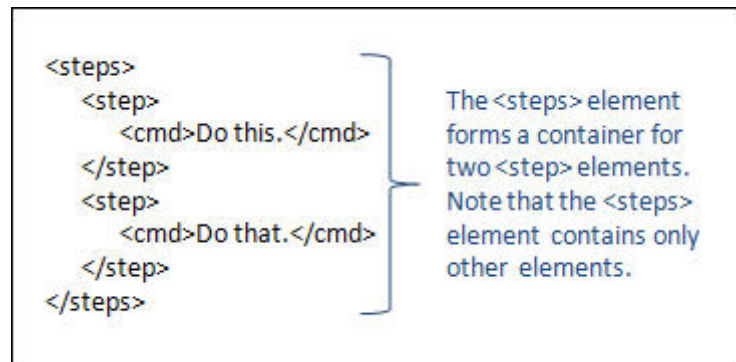 <steps>
<step>
<cmd>Do this.</cmd>
</step>
<step>
<cmd>Do that.</cmd>
</step>
</steps>
The <steps> element
forms a container for
two <step> elements.
Note that the <steps>
element contains only
other elements.